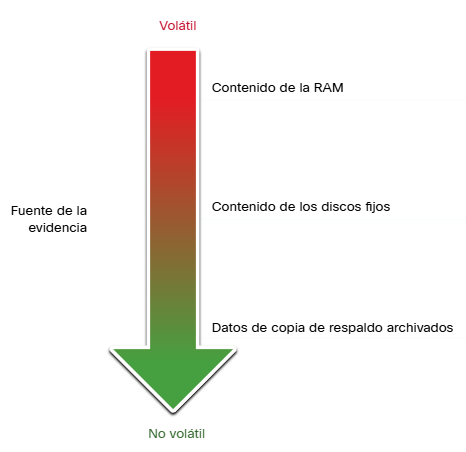 Volátil
Contenido de la RAM
Fuente de la
evidencia
Contenido de los discos fijos
Datos de copia de respaldo archivados
No volátil